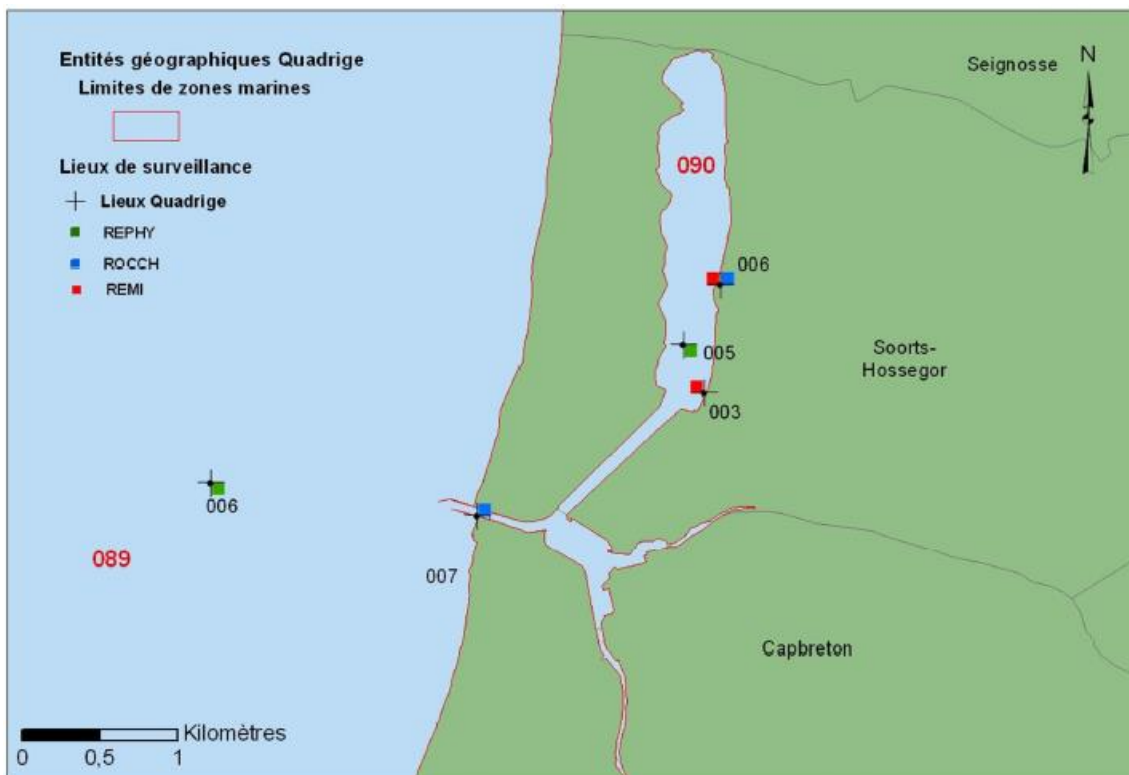 Entités géographiques Quadrige
Limites de zones marines
Lieux de surveillance
Lieux Quadrige
REPHY
ROCCH
REMI
Seignosse
N
090
006
005
Soorts-
Hossegor
003
006
089
007
Capbreton
Kilomètres
0 0,5 1